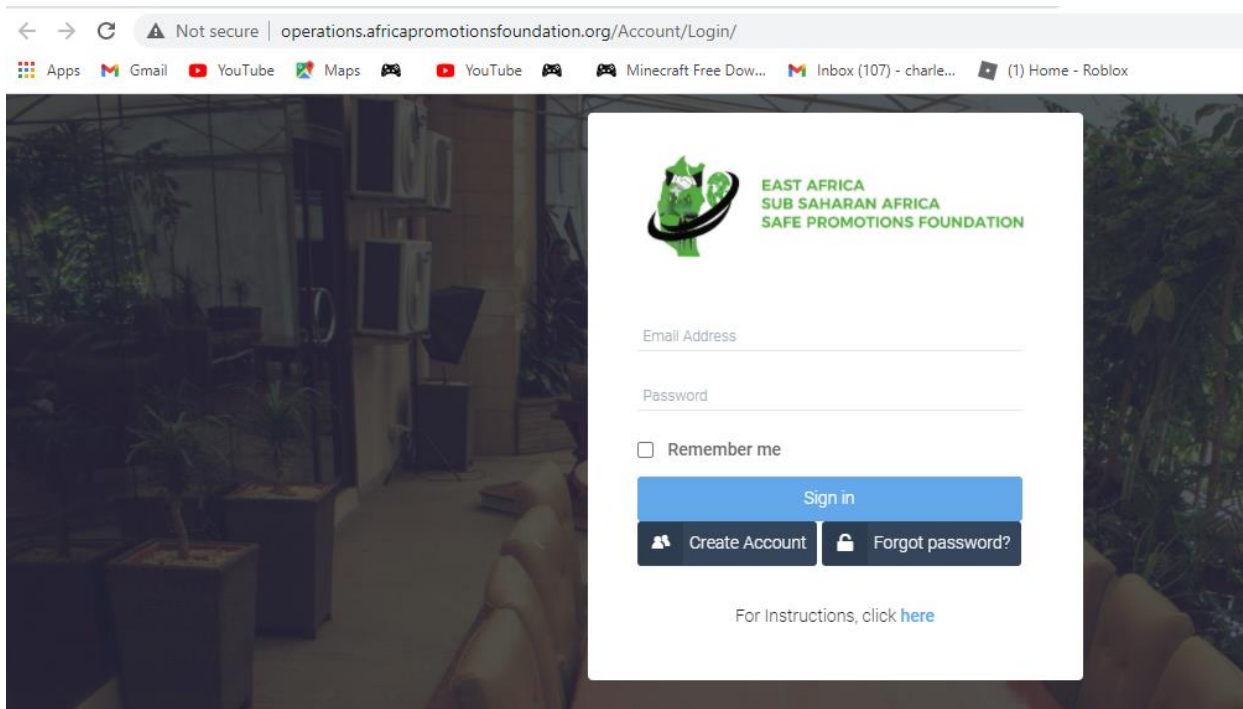 Not secure | operations.africapromotionsfoundation.org/Account/Login/
Apps Gmail YouTube Maps YouTube Minecraft Free Dow... Inbox (107) - charle... (1) Home - Roblox
EAST AFRICA
SUB SAHARAN AFRICA
SAFE PROMOTIONS FOUNDATION
Email Address
Password
Remember me
Sign in
Create Account Forgot password?
For Instructions, click here